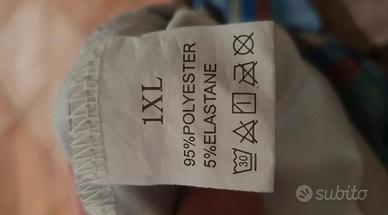 1XL
95%POLYESTER
5%ELASTANE
30
subito